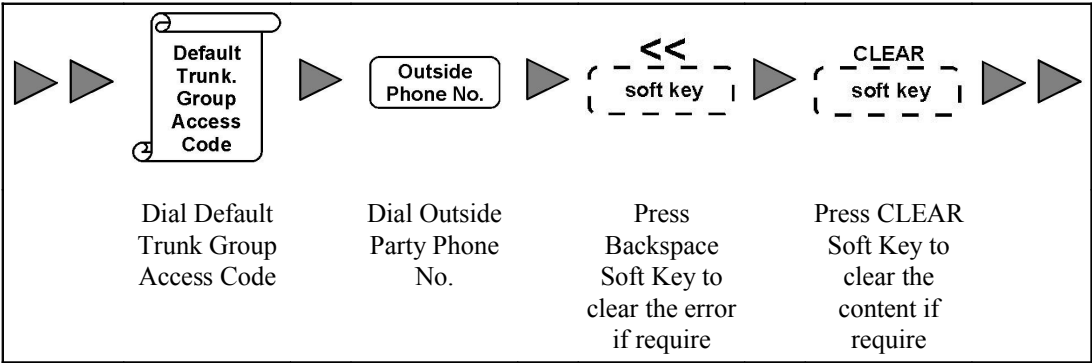 Default
Trunk.
Group
Access
Code
Outside
Phone No.
<<
soft key
CLEAR
soft key
Dial Default
Trunk Group
Access Code
Dial Outside
Party Phone
No.
Press
Backspace
Soft Key to
clear the error
if require
Press CLEAR
Soft Key to
clear the
content if
require